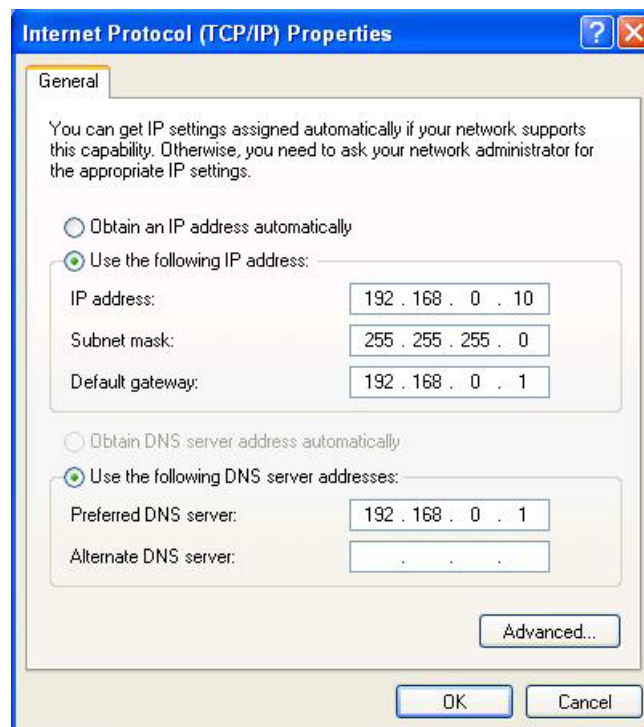 Internet Protocol (TCP/IP) Properties
General
You can get IP settings assigned automatically if your network supports
this capability. Otherwise, you need to ask your network administrator for
the appropriate IP settings.
Obtain an IP address automatically
Use the following IP address:
IP address: 192 . 168 . 0 . 10
Subnet mask: 255 . 255 . 255 . 0
Default gateway: 192 . 168 . 0 . 1
Obtain DNS server address automatically
Use the following DNS server addresses:
Preferred DNS server: 192 . 168 . 0 . 1
Alternate DNS server: . . .
Advanced...
OK Cancel